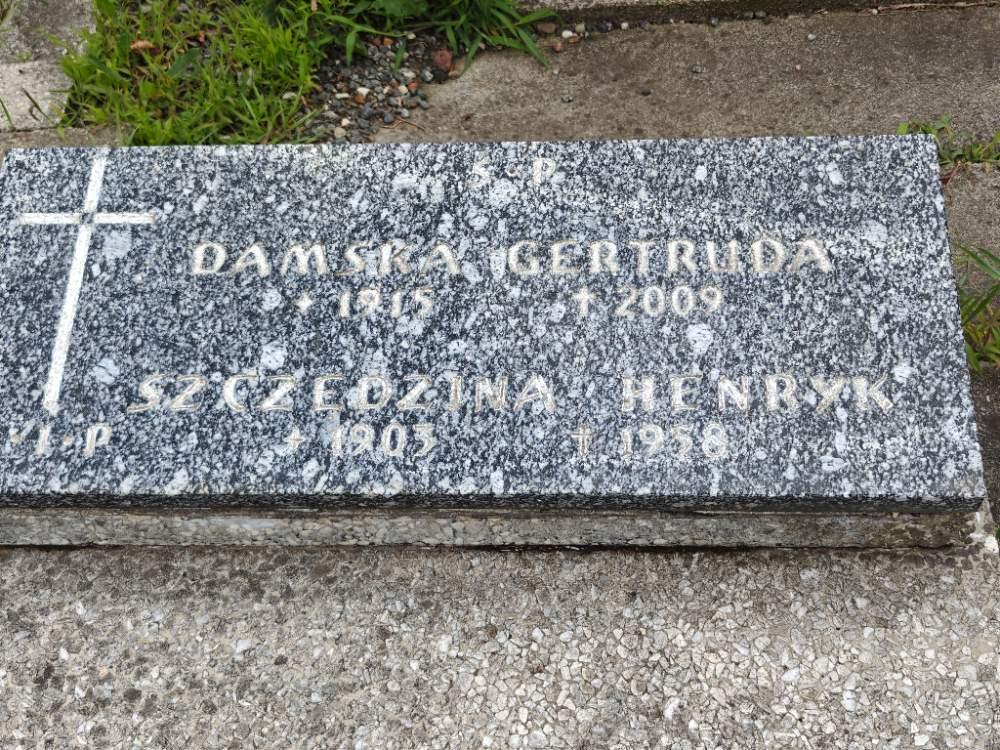 Ś·P
DAMSKA GERTRUDA
+ 1915 † 2009
SZCZEDZINA HENRYK
+ 1903 † 1958
·I·P